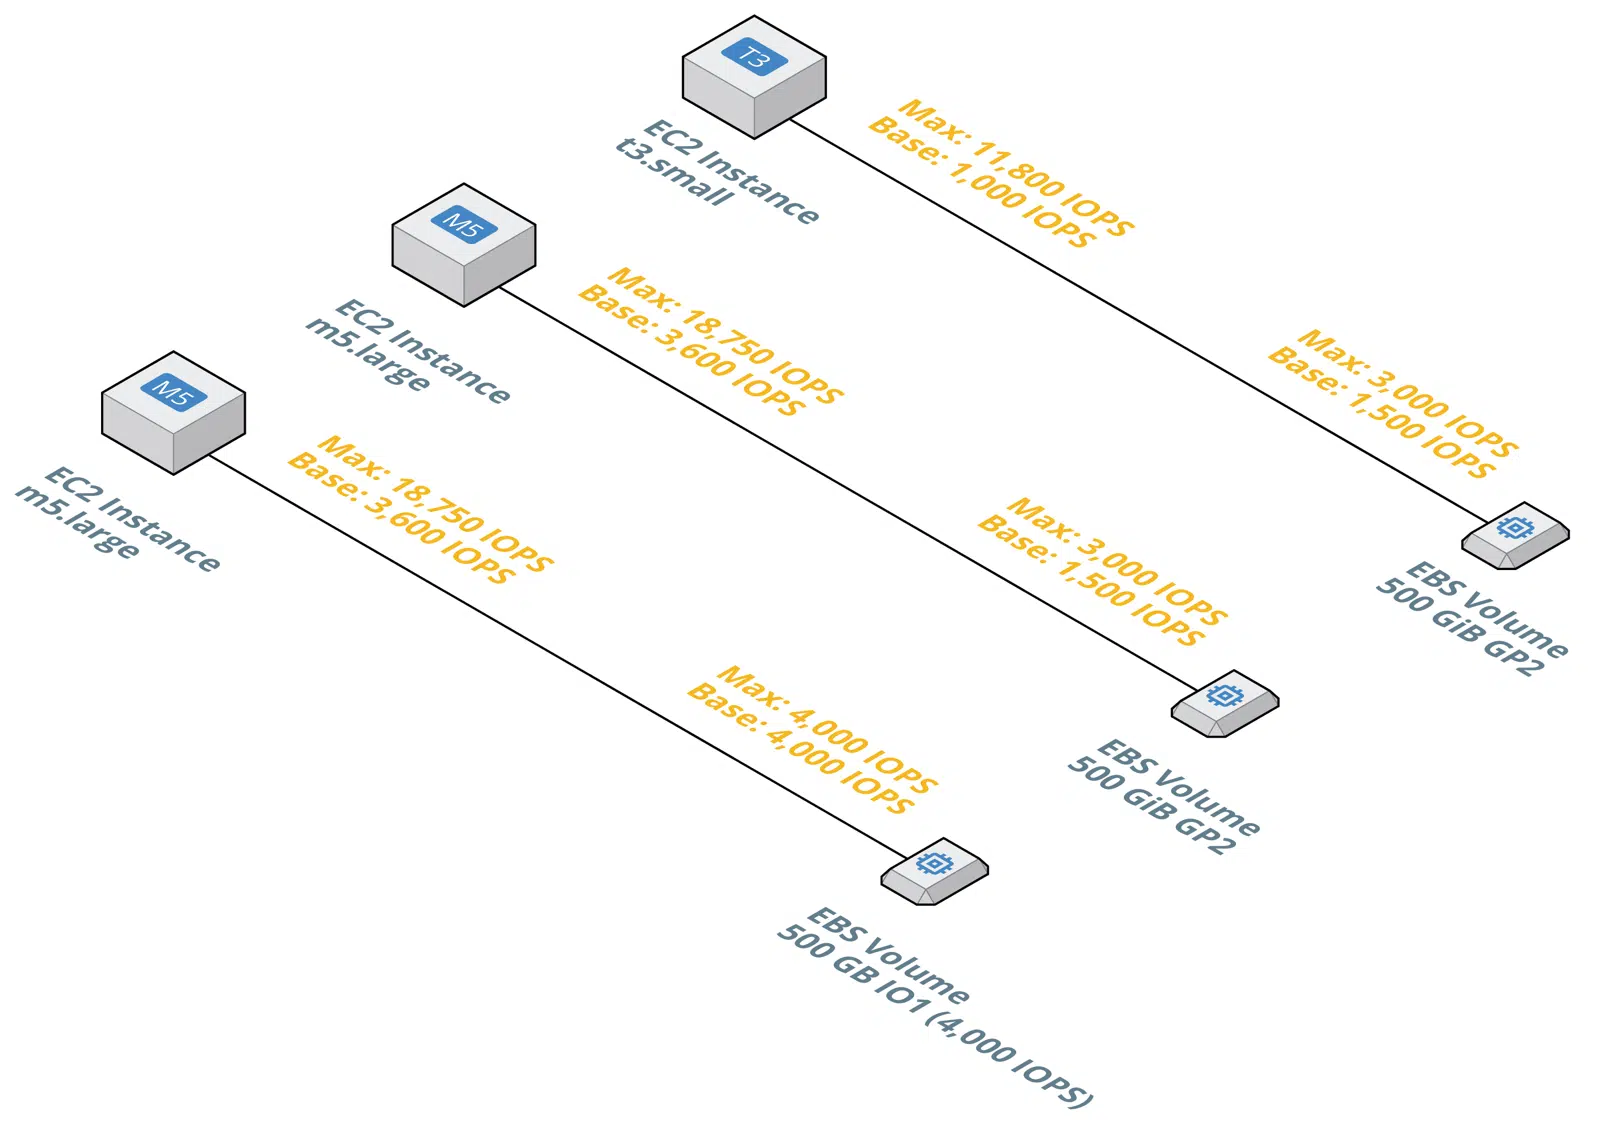 T3
EC2 Instance
t3.small
Max: 11,800 IOPS
Base: 1,000 IOPS
Max: 3,000 IOPS
Base: 1,500 IOPS
EBS Volume
500 GiB GP2
M5
EC2 Instance
m5.large
Max: 18,750 IOPS
Base: 3,600 IOPS
Max: 3,000 IOPS
Base: 1,500 IOPS
EBS Volume
500 GiB GP2
M5
EC2 Instance
m5.large
Max: 18,750 IOPS
Base: 3,600 IOPS
Max: 4,000 IOPS
Base: 4,000 IOPS
EBS Volume
500 GB IO1 (4,000 IOPS)